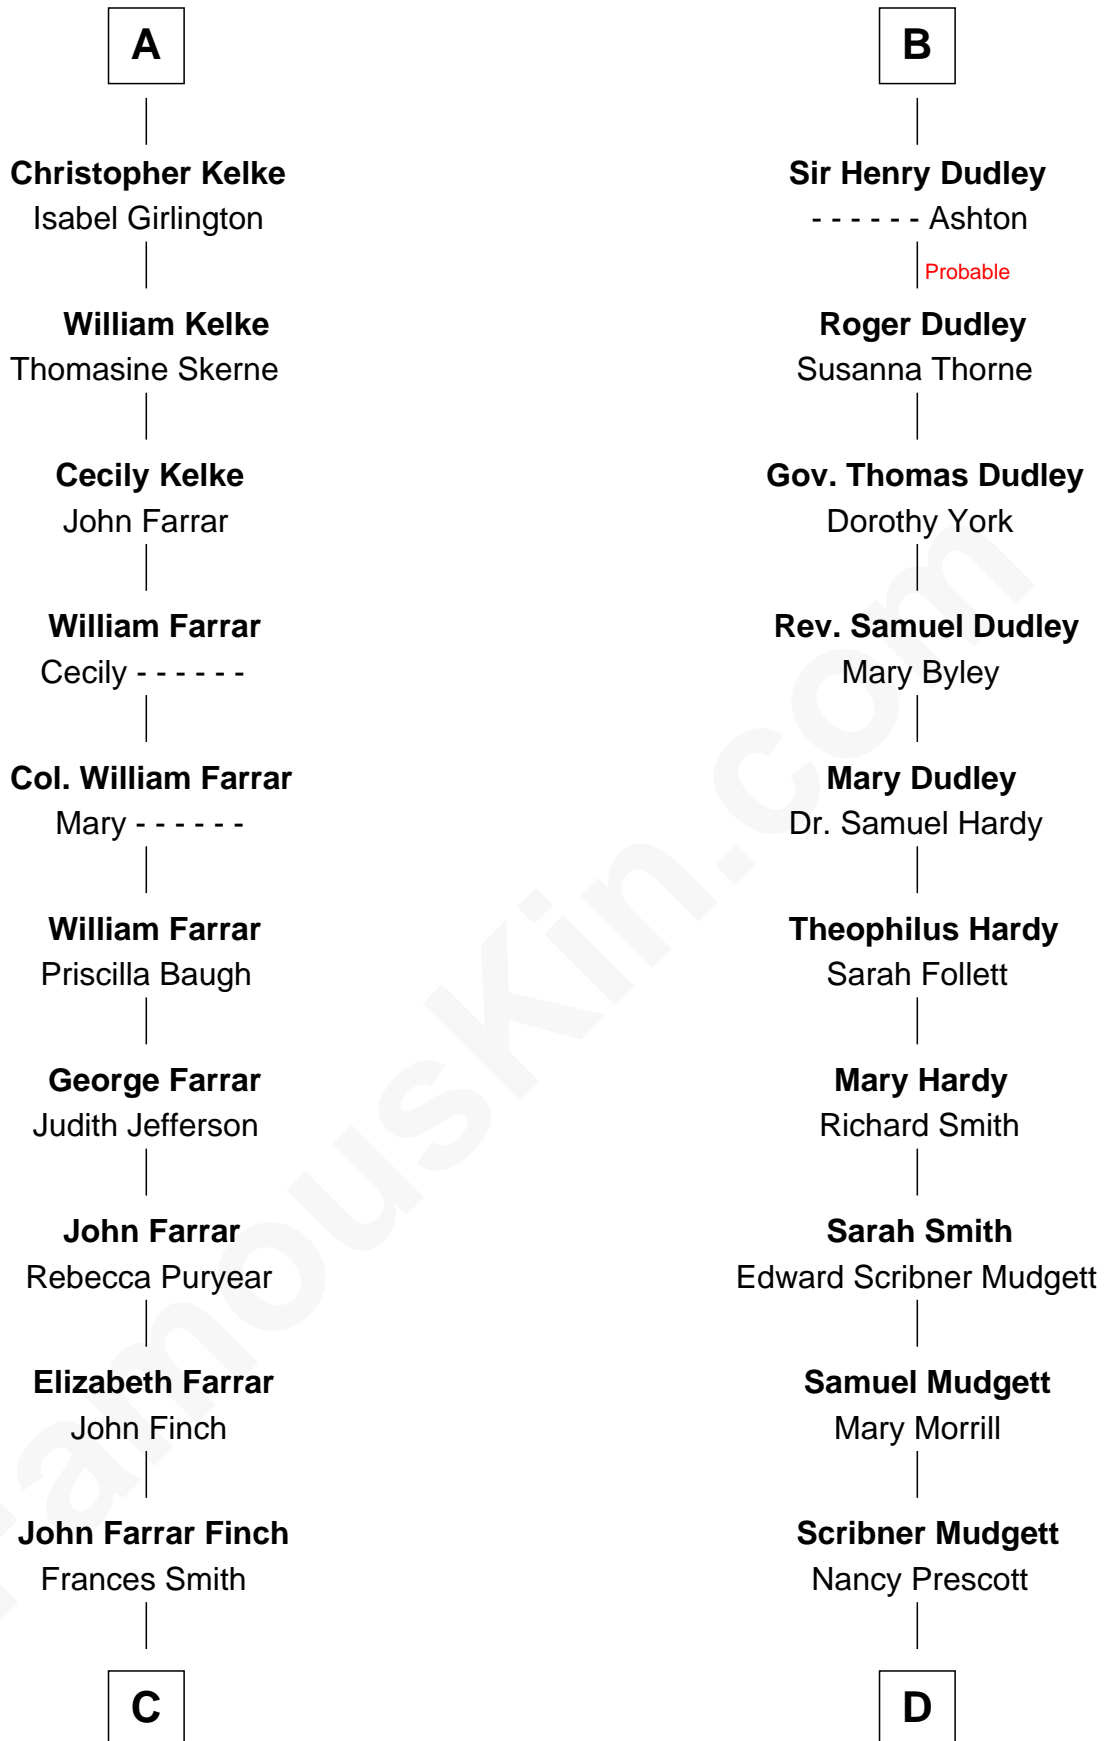 A
Christopher Kelke
Isabel Girlington
William Kelke
Thomasine Skerne
Cecily Kelke
John Farrar
William Farrar
Cecily - - - - - -
Col. William Farrar
Mary - - - - - -
William Farrar
Priscilla Baugh
George Farrar
Judith Jefferson
John Farrar
Rebecca Puryear
Elizabeth Farrar
John Finch
John Farrar Finch
Frances Smith
C
B
Sir Henry Dudley
- - - - - - Ashton
Probable
Roger Dudley
Susanna Thorne
Gov. Thomas Dudley
Dorothy York
Rev. Samuel Dudley
Mary Byley
Mary Dudley
Dr. Samuel Hardy
Theophilus Hardy
Sarah Follett
Mary Hardy
Richard Smith
Sarah Smith
Edward Scribner Mudgett
Samuel Mudgett
Mary Morrill
Scribner Mudgett
Nancy Prescott
D
FamousKin.com